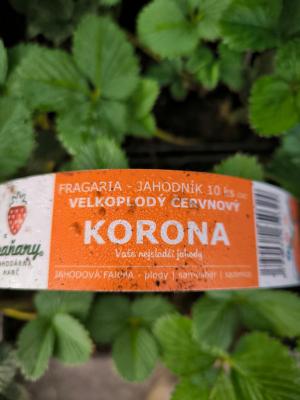 FRAGARIA - JAHODNÍK 10 ks
VELKOPLODÝ ČERVNOVÝ
KORONA
Vaše nejsladší jahody
JAHODOVÁ FARMA - plody | samosběr | sazenice